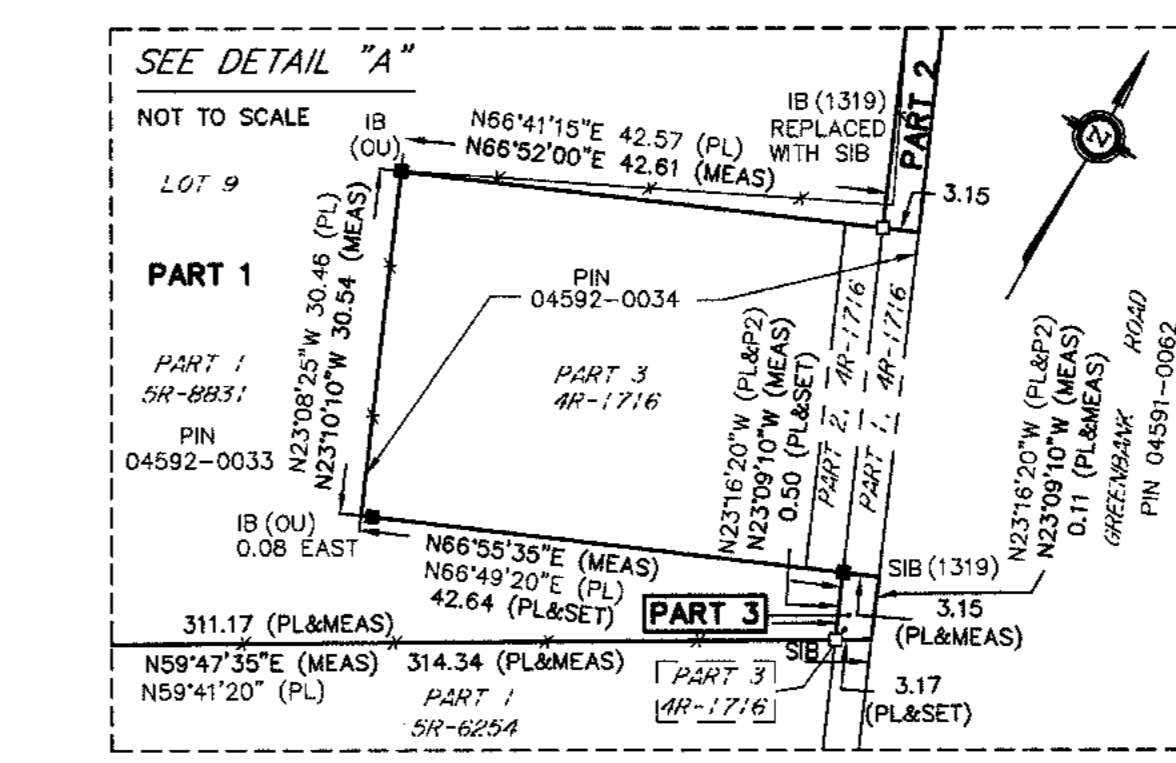 SEE DETAIL "A"
NOT TO SCALE
IB
(OU)
N66°41'15"E 42.57 (PL)
N66°52'00"E 42.61 (MEAS)
IB (1319)
REPLACED
WITH SIB
PART 2
3.15
LOT 9
PART 1
N23°08'25"W 30.46 (PL)
N23°10'10"W 30.54 (MEAS)
PIN
04592-0034
PART 1
5R-8831
PIN
04592-0033
PART 3
4R-1716
N23°16'20"W (PL&P2)
N23°09'10"W (MEAS)
0.50 (PL&SET)
PART 2, 4R-1716
PART 1, 4R-1716
N23°16'20"W (PL&P2)
N23°09'10"W (MEAS)
0.11 (PL&MEAS)
GREENBANK ROAD
PIN 04591-0062
IB (OU)
0.08 EAST
N66°55'35"E (MEAS)
N66°49'20"E (PL)
42.64 (PL&SET)
SIB (1319)
3.15
(PL&MEAS)
PART 3
311.17 (PL&MEAS)
N59°47'35"E (MEAS)
N59°41'20" (PL)
314.34 (PL&MEAS)
SIB
PART 1
5R-6254
PART 3
4R-1716
3.17
(PL&SET)
N